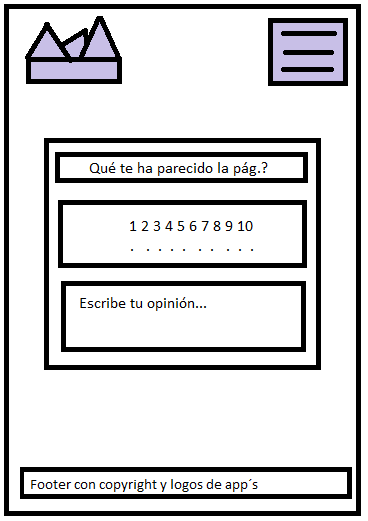 Qué te ha parecido la pág.?
1 2 3 4 5 6 7 8 9 10
. . . . . . . . . .
Escribe tu opinión...
Footer con copyright y logos de app´s